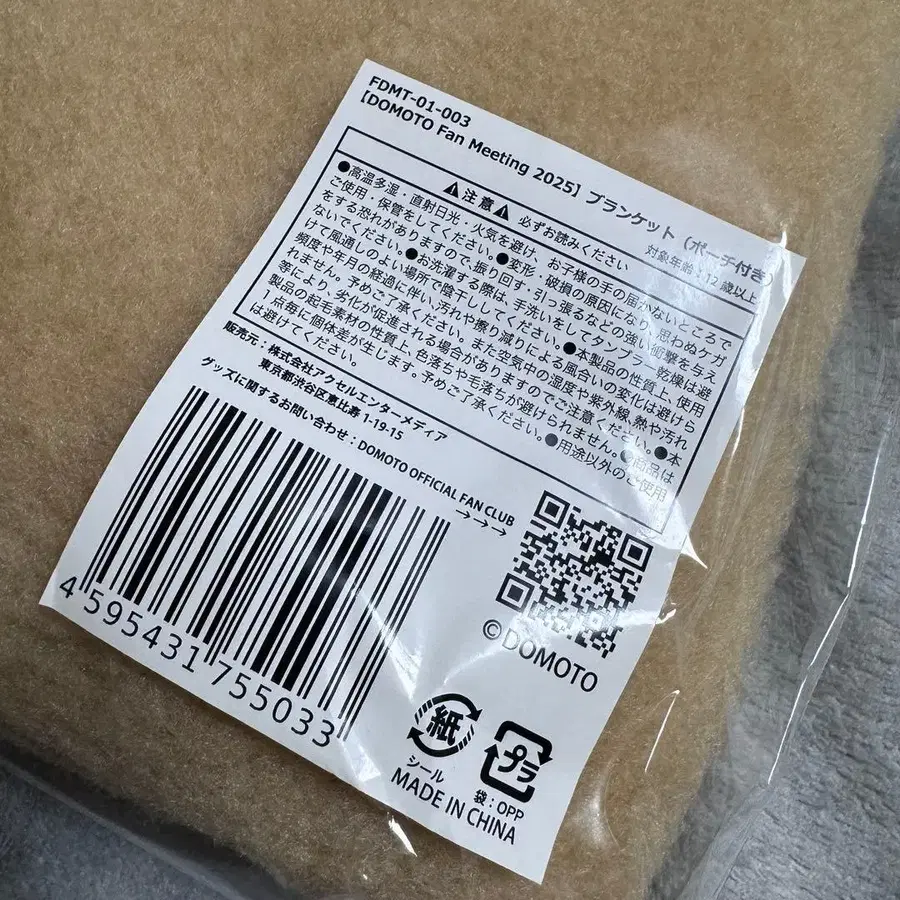 FDMT-01-003
【DOMOTO Fan Meeting 2025】ブランケット（ポーチ付き）
対象年齢：12歳以上
⚠注意⚠ 必ずお読みください
●高温多湿・直射日光・火気を避け、お子様の手の届かないところで
ご使用・保管をしてください。●変形、破損の原因になり、思わぬケガ
をする恐れがありますので、振り回す、引っ張るなどの強い衝撃を与え
ないでください。●お洗濯する際は、手洗いをしてタンブラー乾燥は避
けて風通しのよい場所で陰干ししてください。●本製品の性質上、使用
頻度や年月の経過に伴い、汚れや擦り減りによる風合いの変化は避けら
れません。予めご了承ください。また空気中の湿度や紫外線、熱や汚れ
等により、劣化が促進される場合がありますのでご注意ください。●本
製品の起毛素材の性質上、色落ちや毛落ちが避けられません。●商品は
一点毎に個体差が生じます。予めご了承ください。●用途以外のご使用
は避けてください。
販売元：株式会社アクセルエンターメディア
東京都渋谷区恵比寿1-19-15
グッズに関するお問い合わせ：DOMOTO OFFICIAL FAN CLUB
→→→
©DOMOTO
4 595431 755033
紙
シール
プラ
袋：OPP
MADE IN CHINA